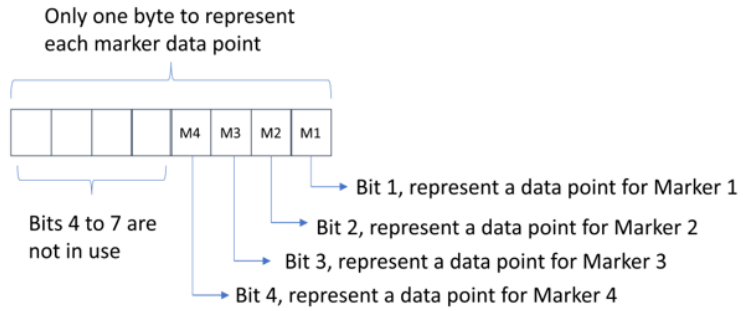 Only one byte to represent
each marker data point
M4 M3 M2 M1
Bit 1, represent a data point for Marker 1
Bits 4 to 7 are
not in use
Bit 2, represent a data point for Marker 2
Bit 3, represent a data point for Marker 3
Bit 4, represent a data point for Marker 4